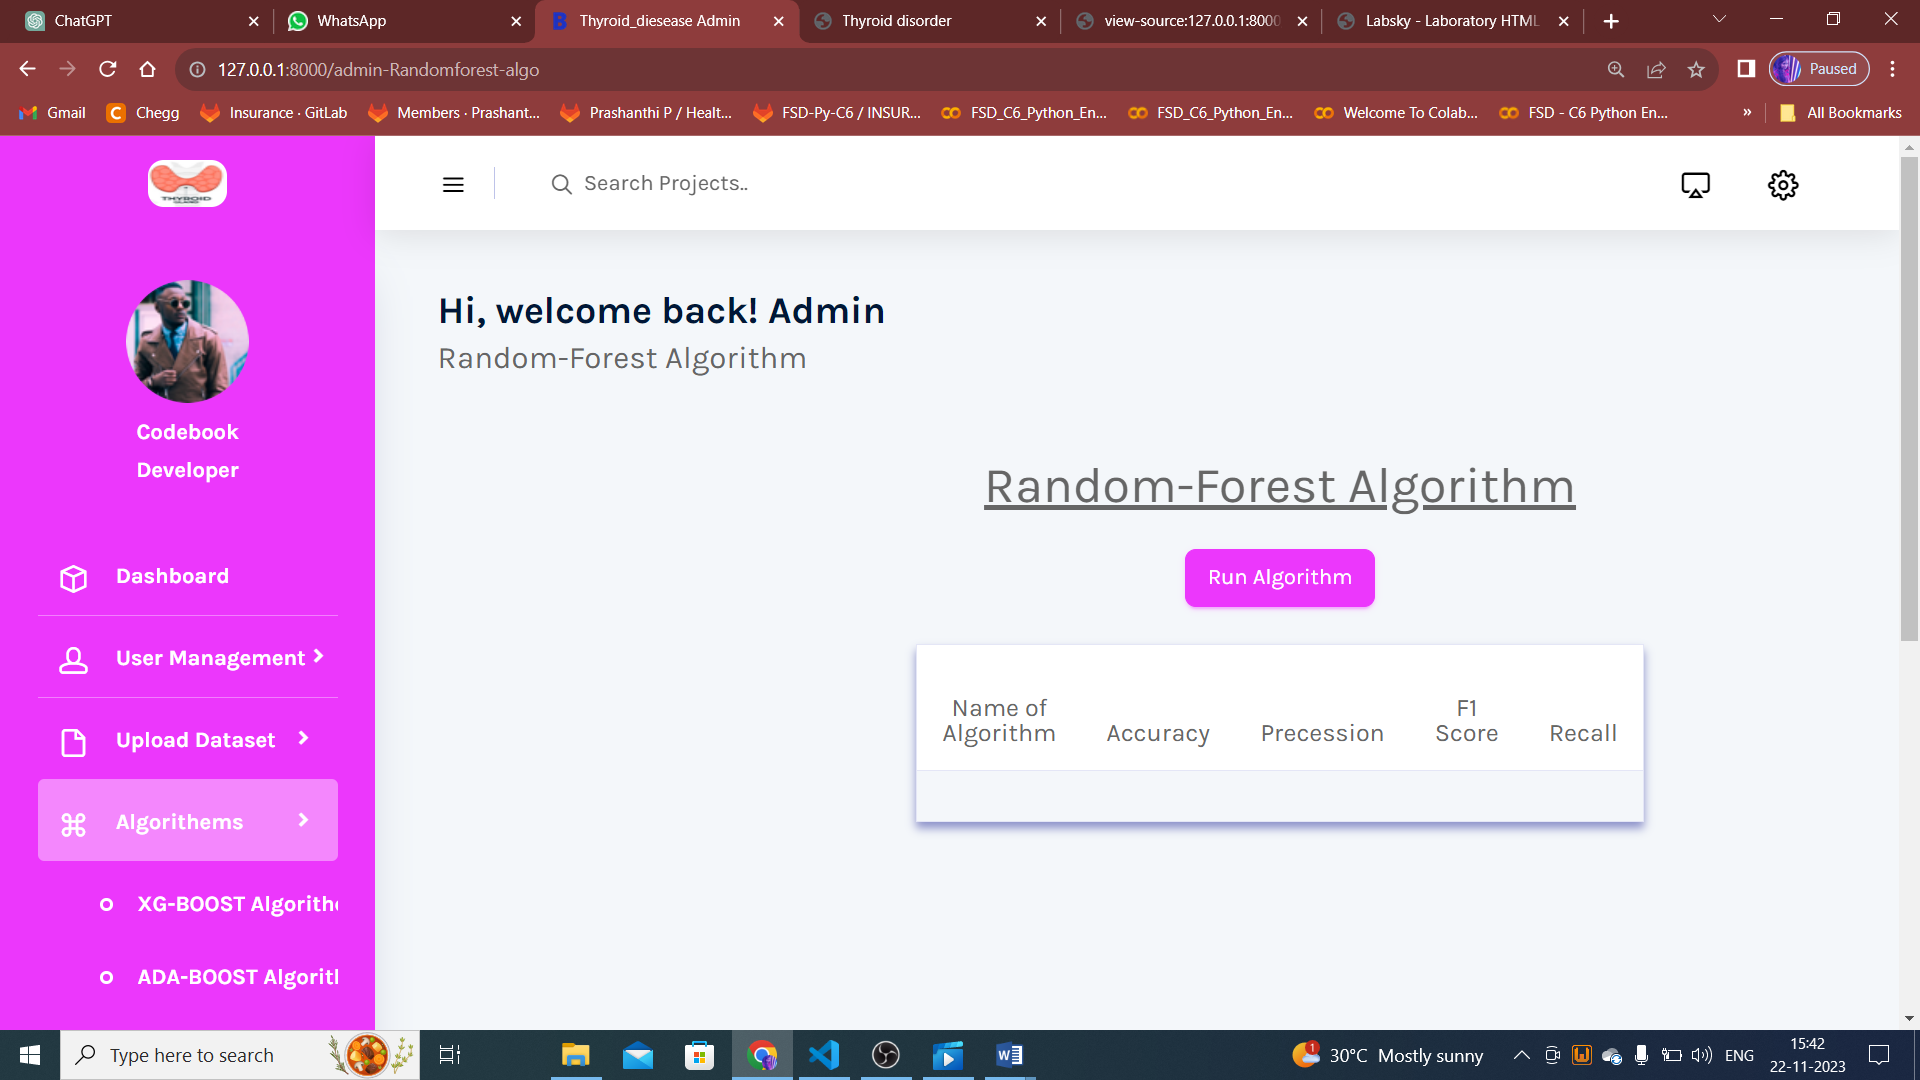 ChatGPT
WhatsApp
Thyroid_diesease Admin
Thyroid disorder
view-source:127.0.0.1:8000
Labsky - Laboratory HTML
127.0.0.1:8000/admin-Randomforest-algo
Paused
Gmail
Chegg
Insurance · GitLab
Members · Prashant...
Prashanthi P / Healt...
FSD-Py-C6 / INSUR...
FSD_C6_Python_En...
FSD_C6_Python_En...
Welcome To Colab...
FSD - C6 Python En...
»
All Bookmarks
THYROID
Search Projects..
Codebook
Developer
Dashboard
User Management
Upload Dataset
Algorithems
XG-BOOST Algorithe
ADA-BOOST Algorith
Hi, welcome back! Admin
Random-Forest Algorithm
Random-Forest Algorithm
Run Algorithm
Name of
Algorithm
Accuracy
Precession
F1
Score
Recall
Type here to search
1
30°C Mostly sunny
ENG
15:42
22-11-2023